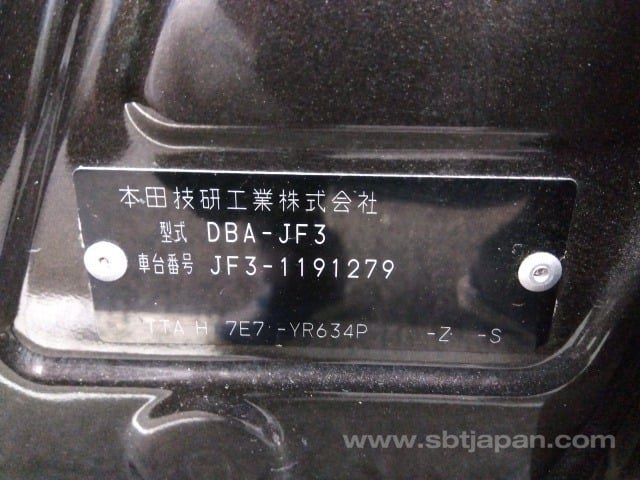 本田技研工業株式会社
型式 DBA-JF3
車台番号 JF3-1191279
TTA H 7E7 -YR634P -Z -S
www.sbtjapan.com